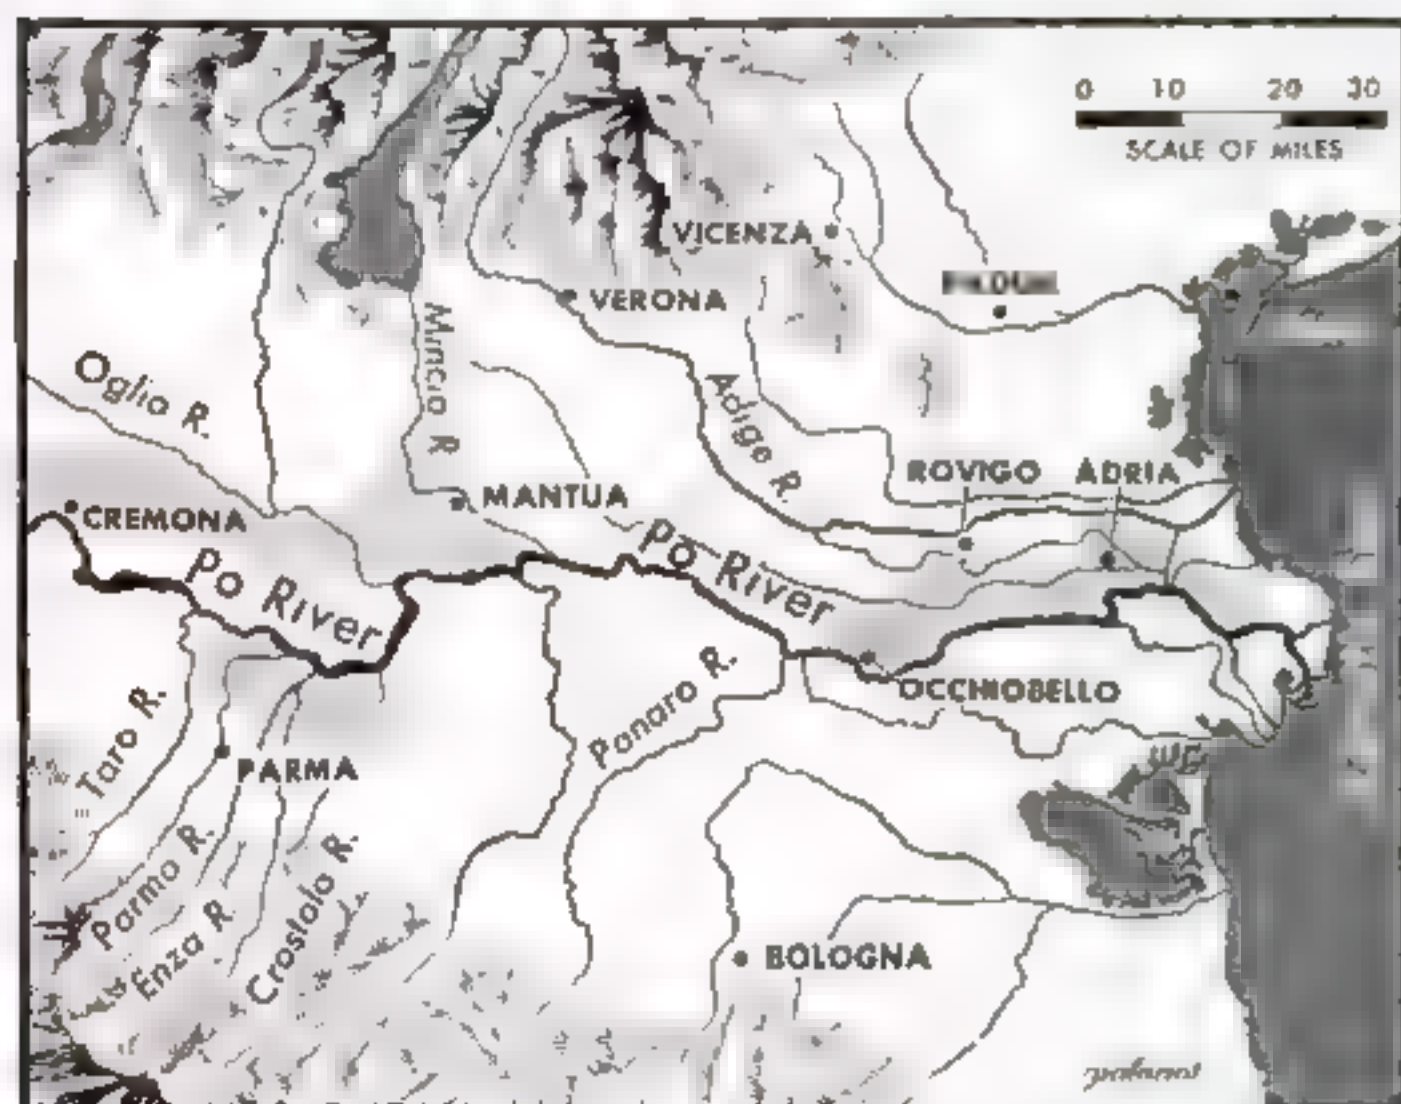 0 10 20 30
SCALE OF MILES
VICENZA
VERONA
Mincio R
Oglio R.
Adige R.
ROVIGO
ADRIA
MANTUA
CREMONA
Po River
Po River
OCCHIOBELLO
Panaro R.
Taro R.
PARMA
Parma R.
Enza R.
Crostolo R.
BOLOGNA